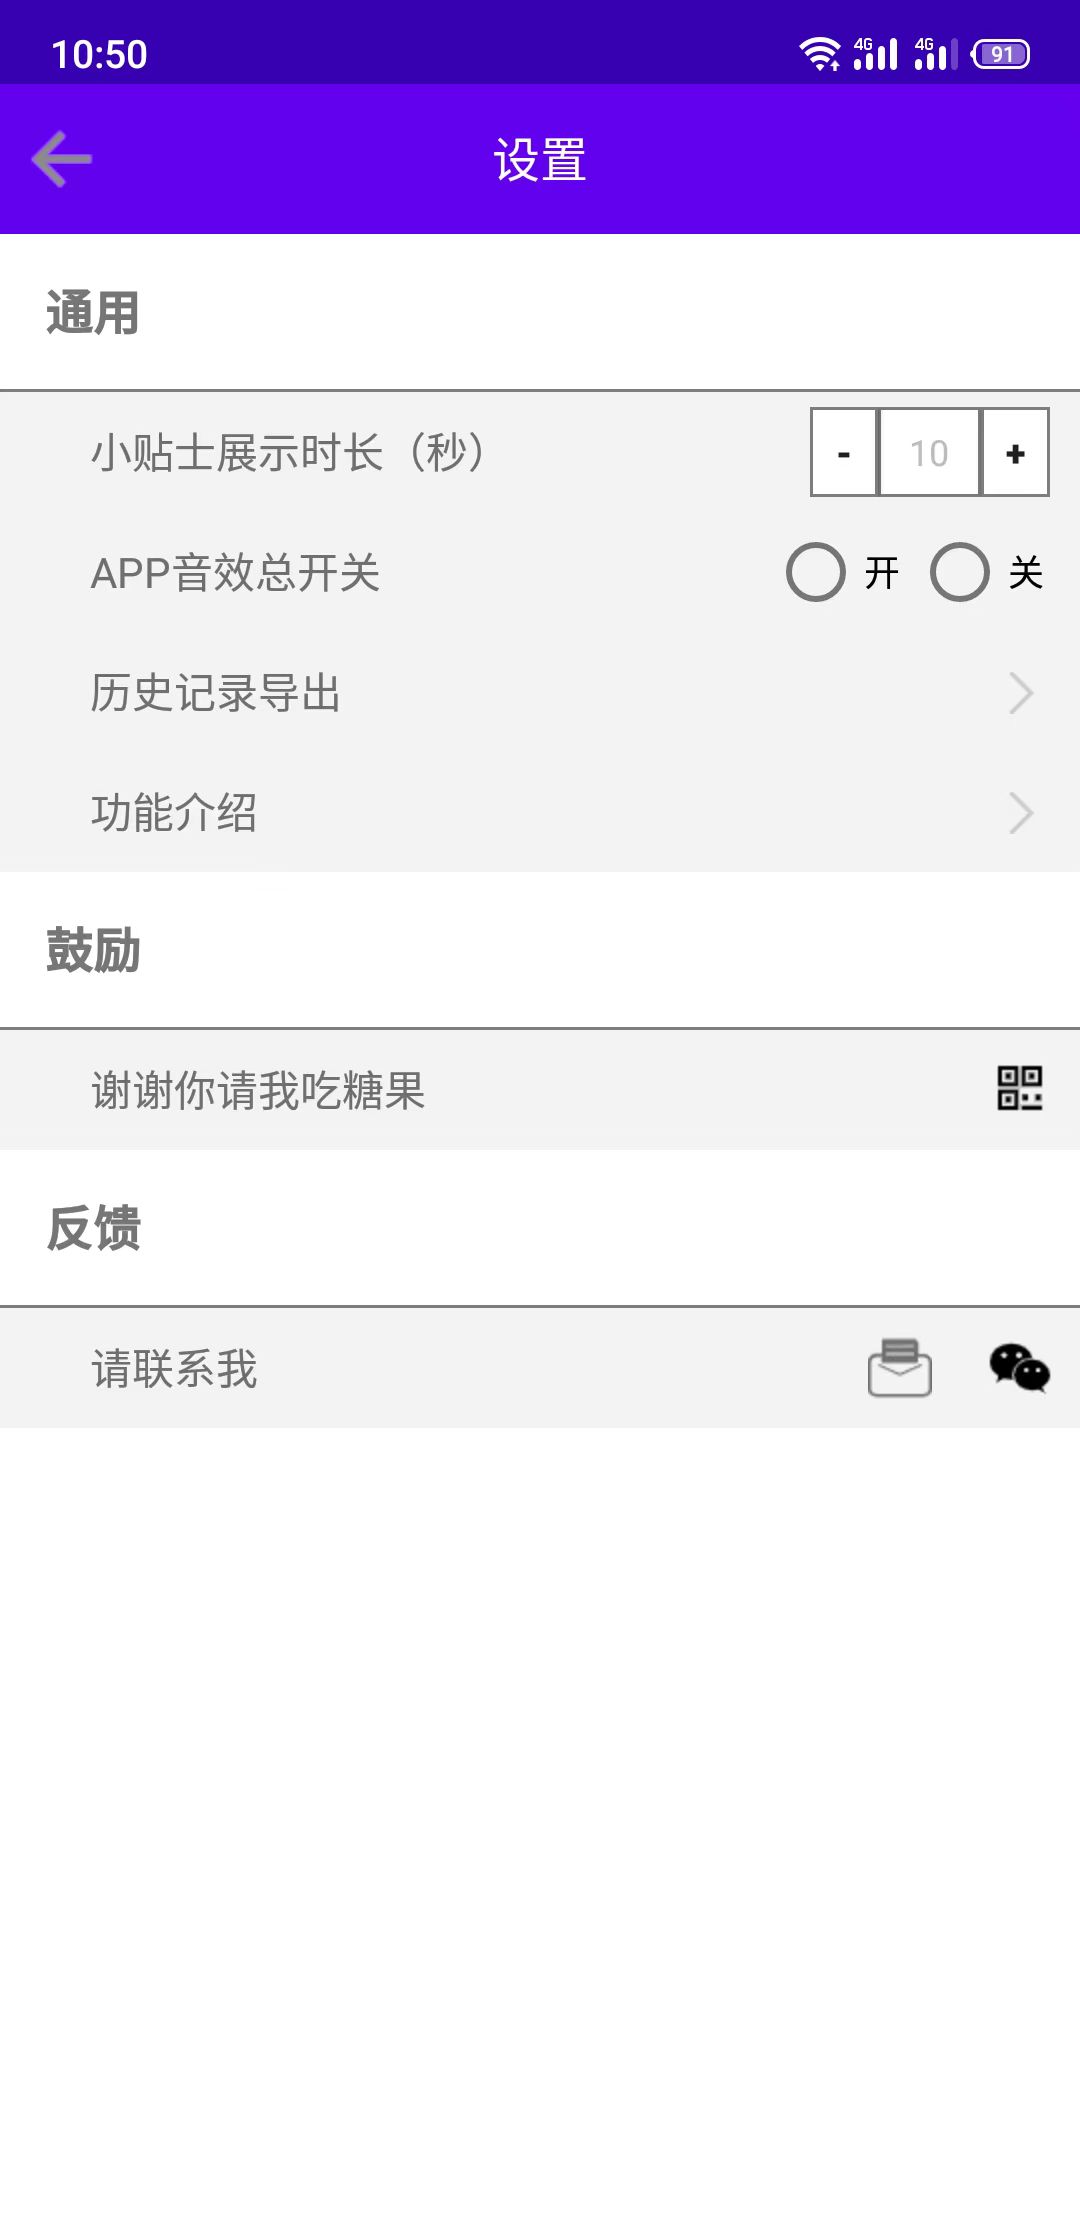 10:50
4G 4G 91
设置
通用
小贴士展示时长（秒） - 10 +
APP音效总开关 开 关
历史记录导出
功能介绍
鼓励
谢谢你请我吃糖果
反馈
请联系我